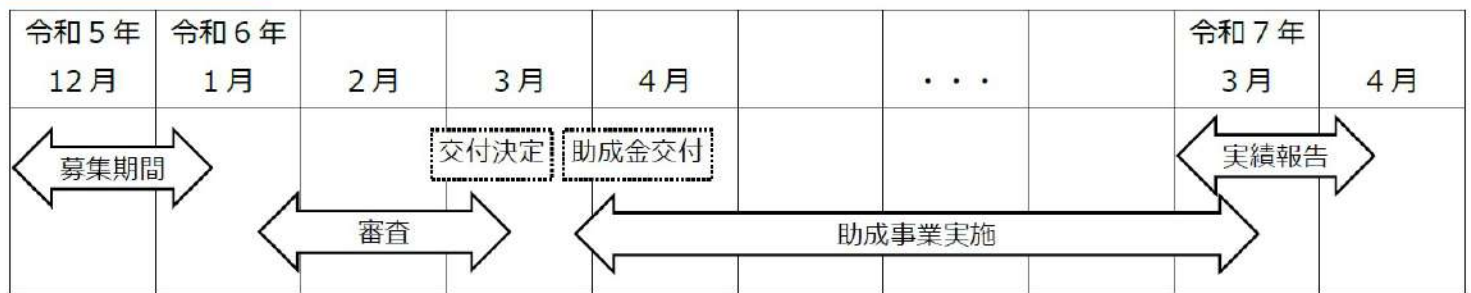 令和5年 令和6年 令和7年
12月 1月 2月 3月 4月 ・・・ 3月 4月
募集期間 交付決定 助成金交付 実績報告
審査 助成事業実施